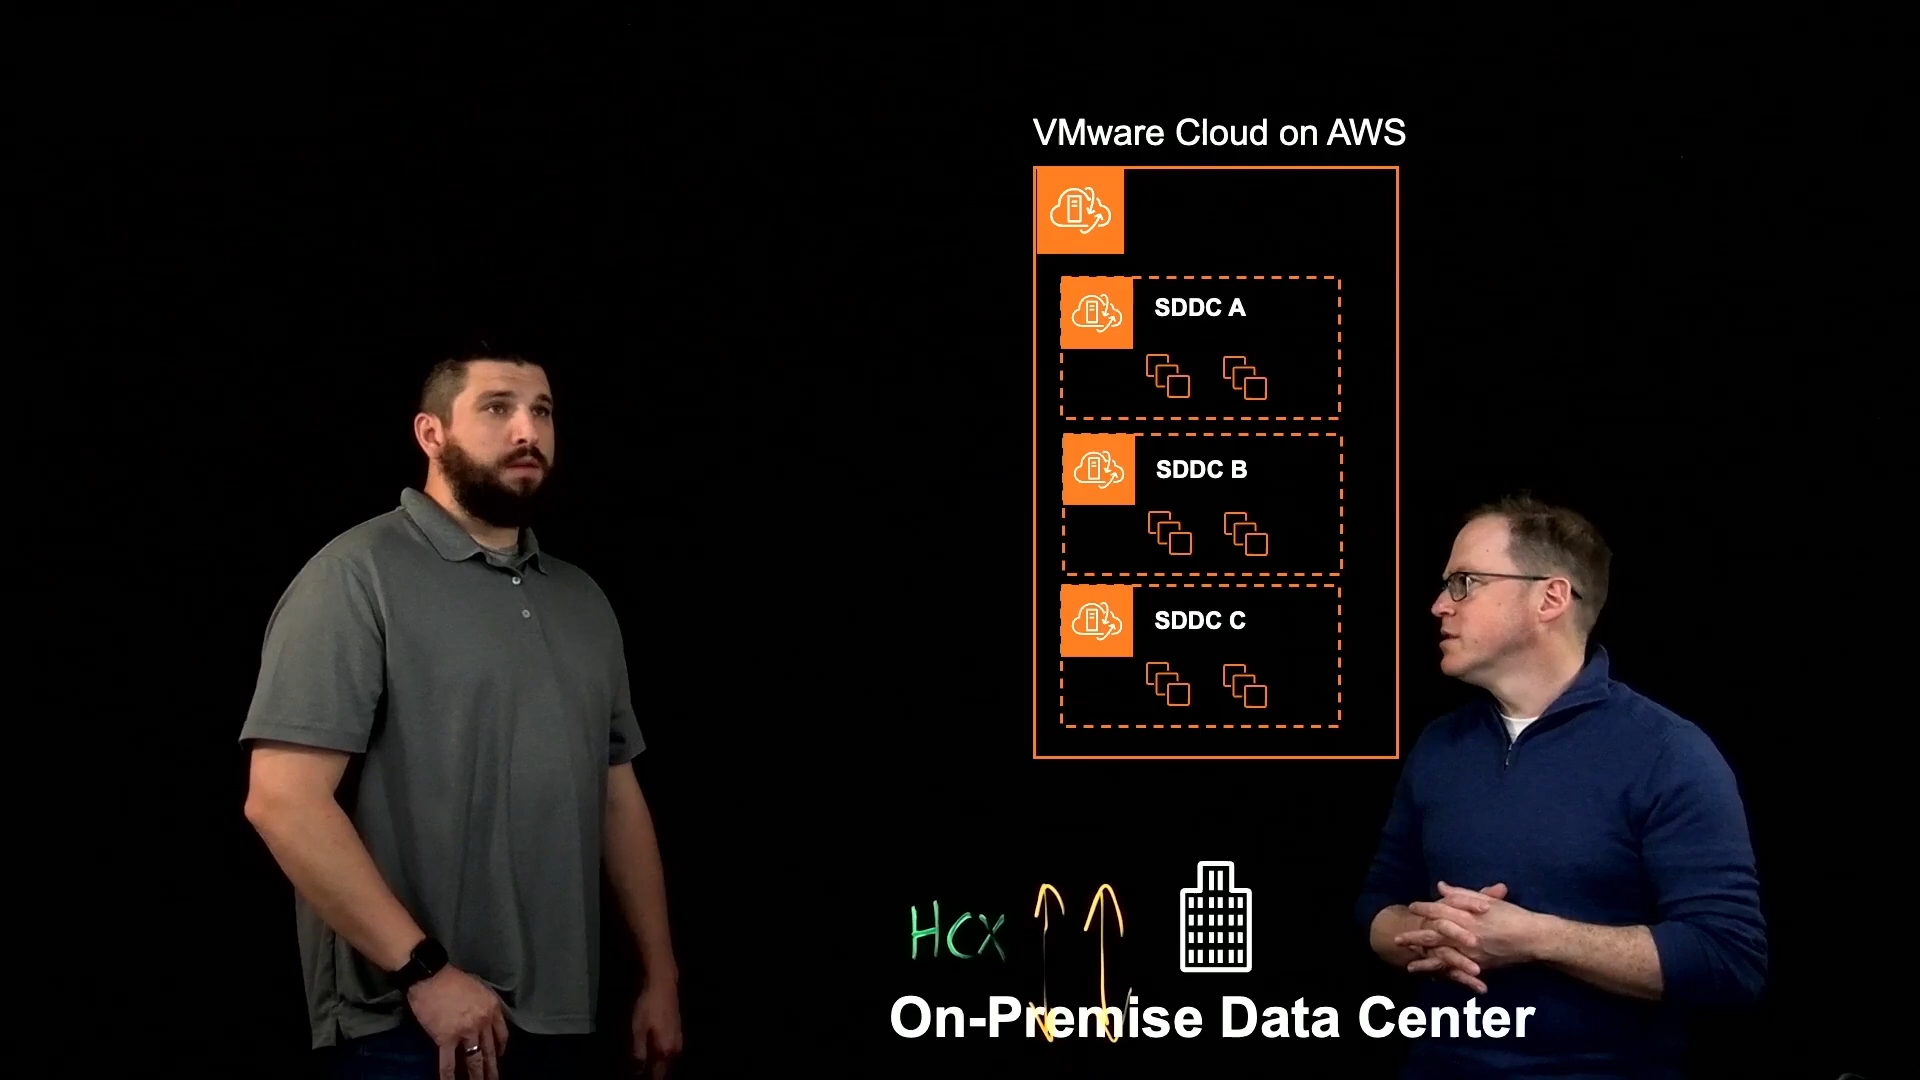 VMware Cloud on AWS
SDDC A
SDDC B
SDDC C
HCX
On-Premise Data Center